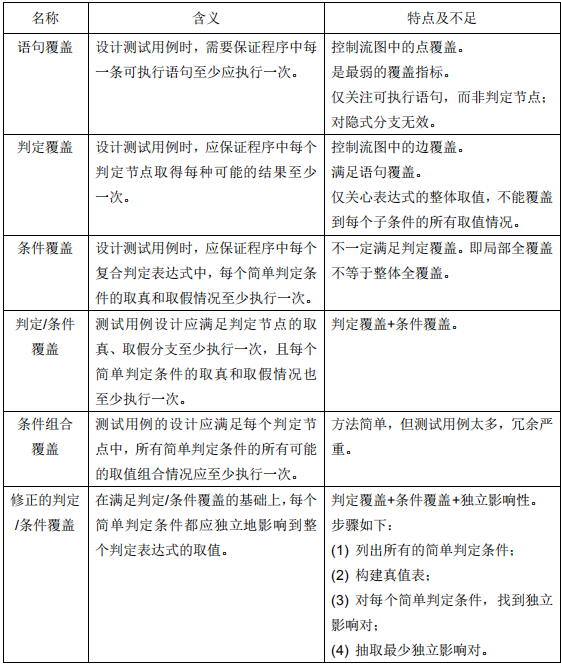 名称
含义
特点及不足
语句覆盖
设计测试用例时，需要保证程序中每
一条可执行语句至少应执行一次。
控制流图中的点覆盖。
是最弱的覆盖指标。
仅关注可执行语句，而非判定节点；
对隐式分支无效。
判定覆盖
设计测试用例时，应保证程序中每个
判定节点取得每种可能的结果至少
一次。
控制流图中的边覆盖。
满足语句覆盖。
仅关心表达式的整体取值，不能覆盖
到每个子条件的所有取值情况。
条件覆盖
设计测试用例时，应保证程序中每个
复合判定表达式中，每个简单判定条
件的取真和取假情况至少执行一次。
不一定满足判定覆盖。即局部全覆盖
不等于整体全覆盖。
判定/条件
覆盖
测试用例设计应满足判定节点的取
真、取假分支至少执行一次，且每个
简单判定条件的取真和取假情况也
至少执行一次。
判定覆盖+条件覆盖。
条件组合
覆盖
测试用例的设计应满足每个判定节
点中，所有简单判定条件的所有可能
的取值组合情况应至少执行一次。
方法简单，但测试用例太多，冗余严
重。
修正的判定
/条件覆盖
在满足判定/条件覆盖的基础上，每个
简单判定条件都应独立地影响到整
个判定表达式的取值。
判定覆盖+条件覆盖+独立影响性。
步骤如下：
(1) 列出所有的简单判定条件；
(2) 构建真值表；
(3) 对每个简单判定条件，找到独立
影响对；
(4) 抽取最少独立影响对。